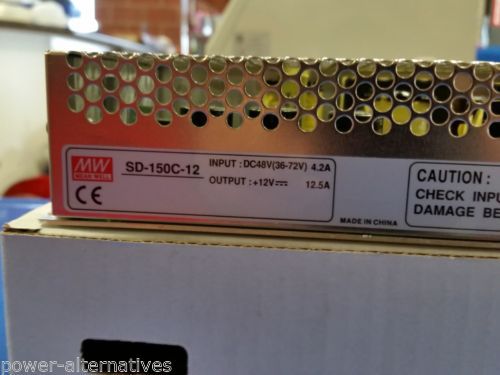 MW
MEAN WELL
SD-150C-12
INPUT : DC48V(36-72V) 4.2A
OUTPUT : +12V⎓ 12.5A
CE
MADE IN CHINA
CAUTION :
CHECK INPU
DAMAGE BE
power-alternatives